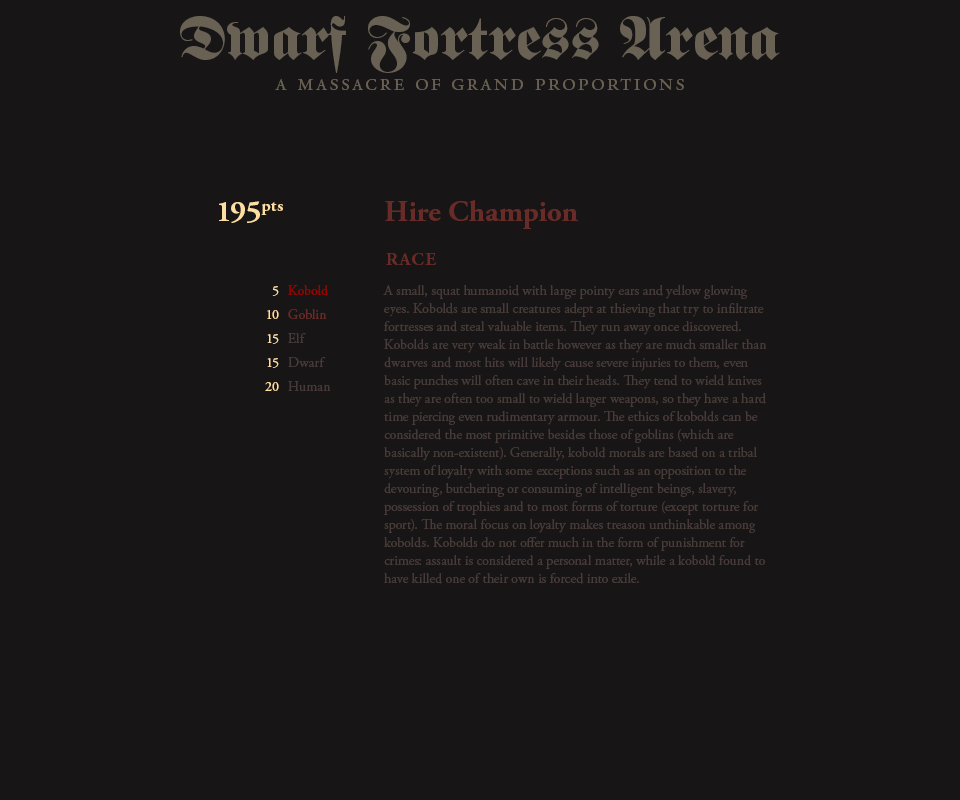 Dwarf Fortress Arena
A MASSACRE OF GRAND PROPORTIONS
195pts
Hire Champion
RACE
5 Kobold
10 Goblin
15 Elf
15 Dwarf
20 Human
A small, squat humanoid with large pointy ears and yellow glowing
eyes. Kobolds are small creatures adept at thieving that try to infiltrate
fortresses and steal valuable items. They run away once discovered.
Kobolds are very weak in battle however as they are much smaller than
dwarves and most hits will likely cause severe injuries to them, even
basic punches will often cave in their heads. They tend to wield knives
as they are often too small to wield larger weapons, so they have a hard
time piercing even rudimentary armour. The ethics of kobolds can be
considered the most primitive besides those of goblins (which are
basically non-existent). Generally, kobold morals are based on a tribal
system of loyalty with some exceptions such as an opposition to the
devouring, butchering or consuming of intelligent beings, slavery,
possession of trophies and to most forms of torture (except torture for
sport). The moral focus on loyalty makes treason unthinkable among
kobolds. Kobolds do not offer much in the form of punishment for
crimes: assault is considered a personal matter, while a kobold found to
have killed one of their own is forced into exile.